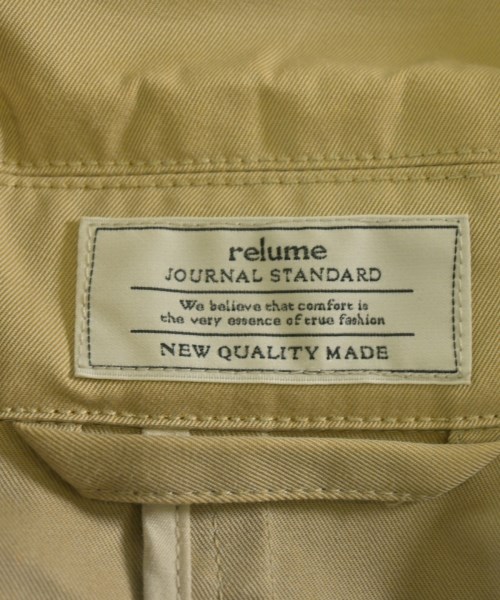 relume
JOURNAL STANDARD
We believe that comfort is
the very essence of true fashion
NEW QUALITY MADE